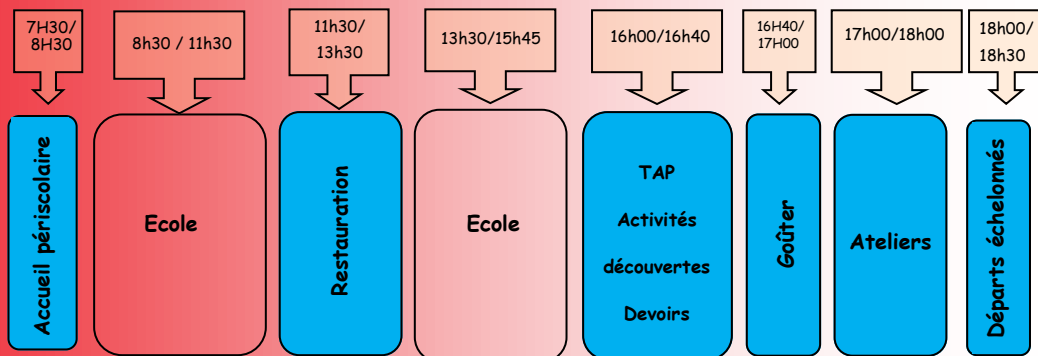 7H30/
8H30
8h30 / 11h30
11h30/
13h30
13h30/15h45
16h00/16h40
16H40/
17H00
17h00/18h00
18h00/
18h30
Accueil périscolaire
Ecole
Restauration
Ecole
TAP
Activités
découvertes
Devoirs
Goûter
Ateliers
Départs échelonnés